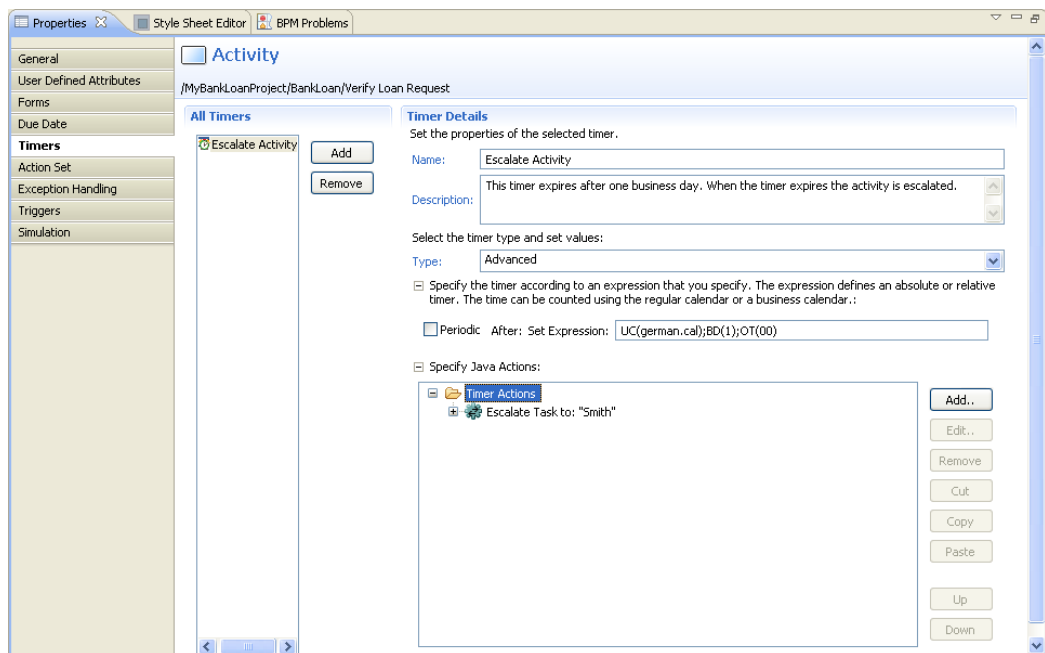 Properties
Style Sheet Editor
BPM Problems
General
User Defined Attributes
Forms
Due Date
Timers
Action Set
Exception Handling
Triggers
Simulation
Activity
/MyBankLoanProject/BankLoan/Verify Loan Request
All Timers
Escalate Activity
Add
Remove
Timer Details
Set the properties of the selected timer.
Name: Escalate Activity
Description: This timer expires after one business day. When the timer expires the activity is escalated.
Select the timer type and set values:
Type: Advanced
Specify the timer according to an expression that you specify. The expression defines an absolute or relative
timer. The time can be counted using the regular calendar or a business calendar.:
Periodic After: Set Expression: UC(german.cal);BD(1);OT(00)
Specify Java Actions:
Timer Actions
Escalate Task to: "Smith"
Add..
Edit..
Remove
Cut
Copy
Paste
Up
Down